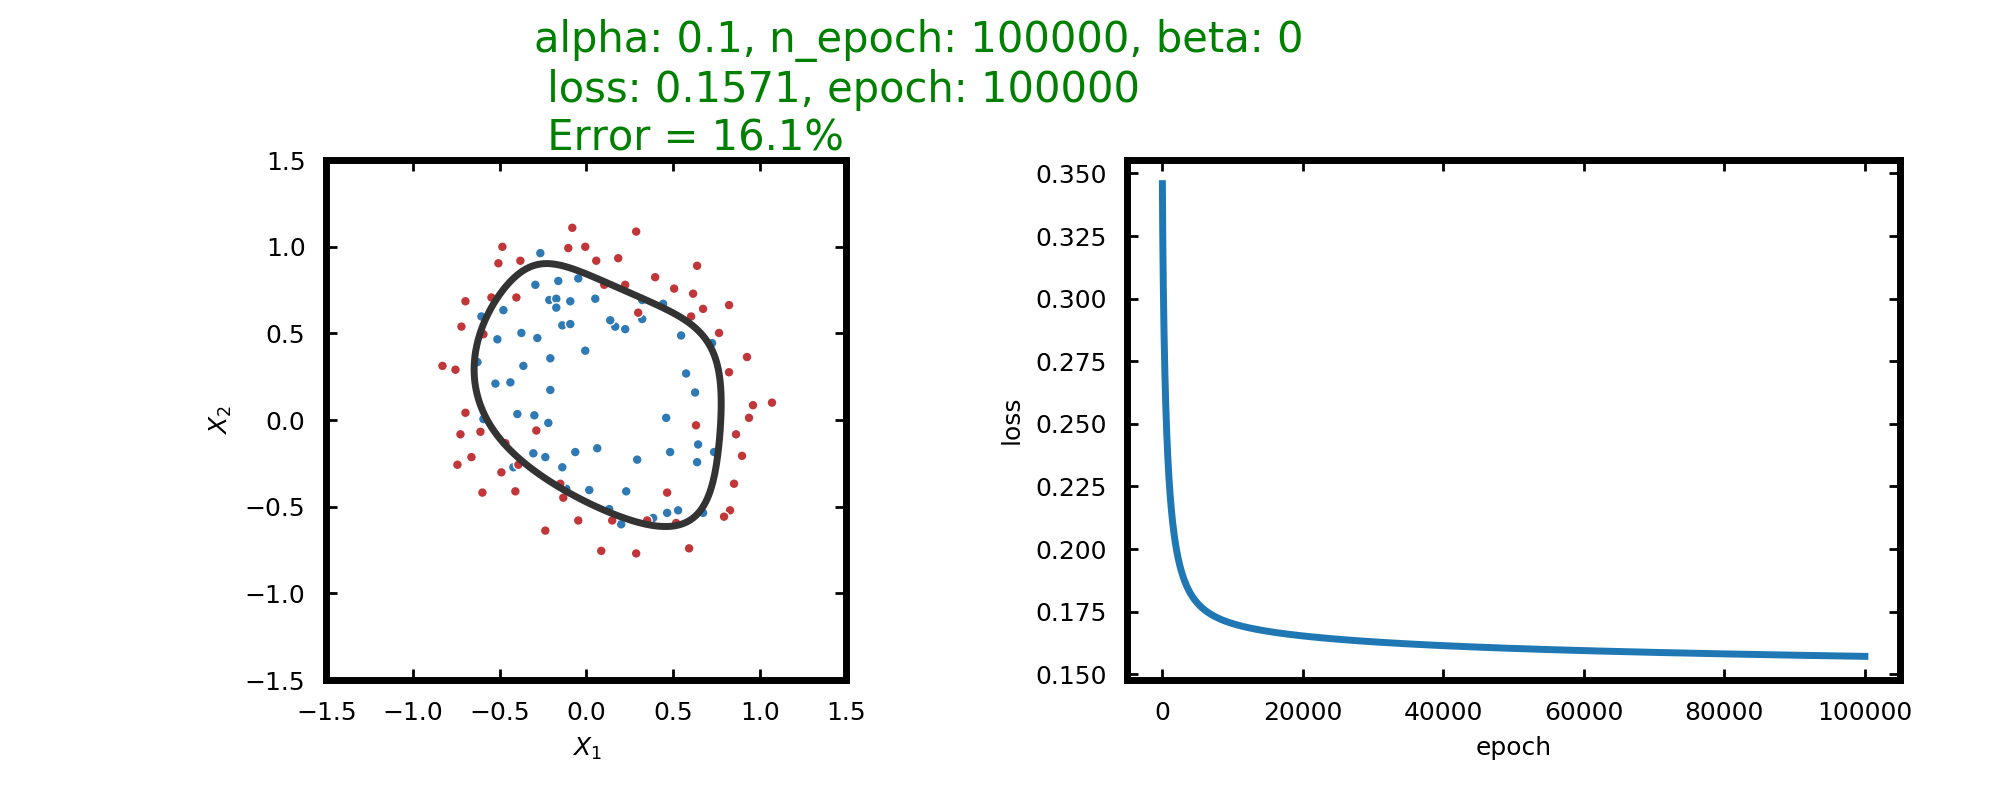 alpha: 0.1, n_epoch: 100000, beta: 0
loss: 0.1571, epoch: 100000
Error = 16.1%
1.5
1.0
0.5
0.0
−0.5
−1.0
−1.5
X₂
−1.5 −1.0 −0.5 0.0 0.5 1.0 1.5
X₁
0.350
0.325
0.300
0.275
0.250
0.225
0.200
0.175
0.150
loss
0 20000 40000 60000 80000 100000
epoch